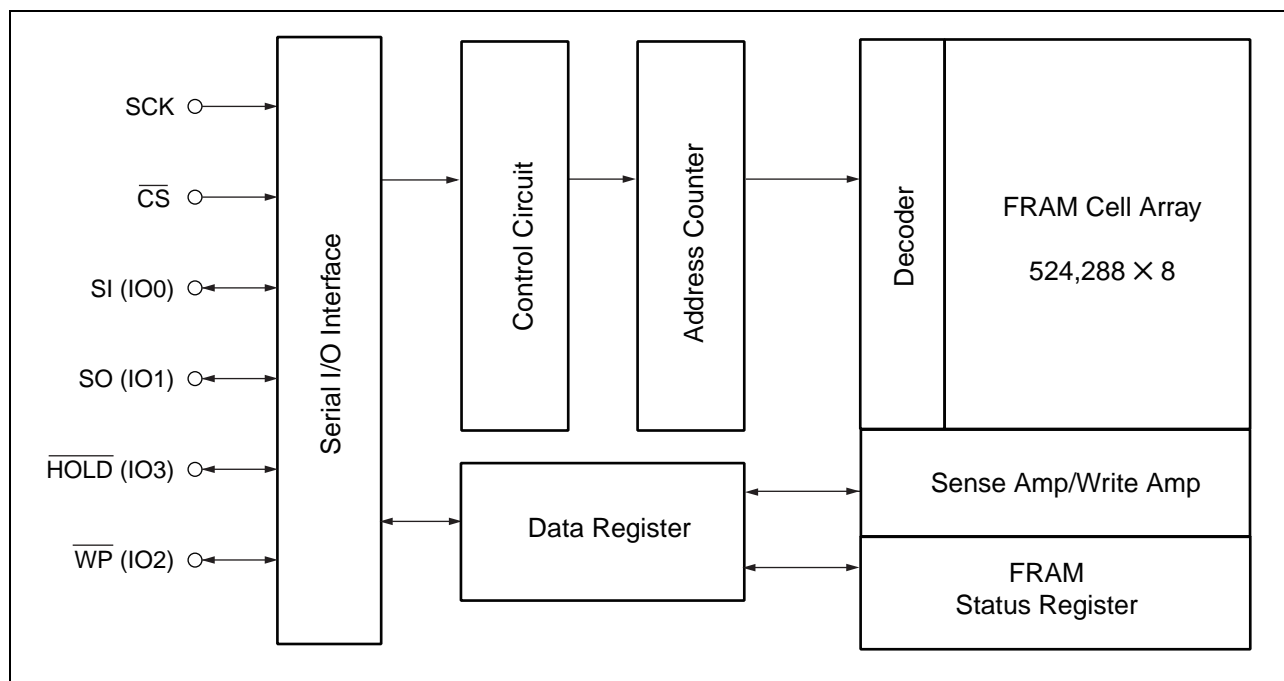 SCK
CS
SI (IO0)
SO (IO1)
HOLD (IO3)
WP (IO2)
Serial I/O Interface
Control Circuit
Address Counter
Data Register
Decoder
FRAM Cell Array
524,288 × 8
Sense Amp/Write Amp
FRAM
Status Register